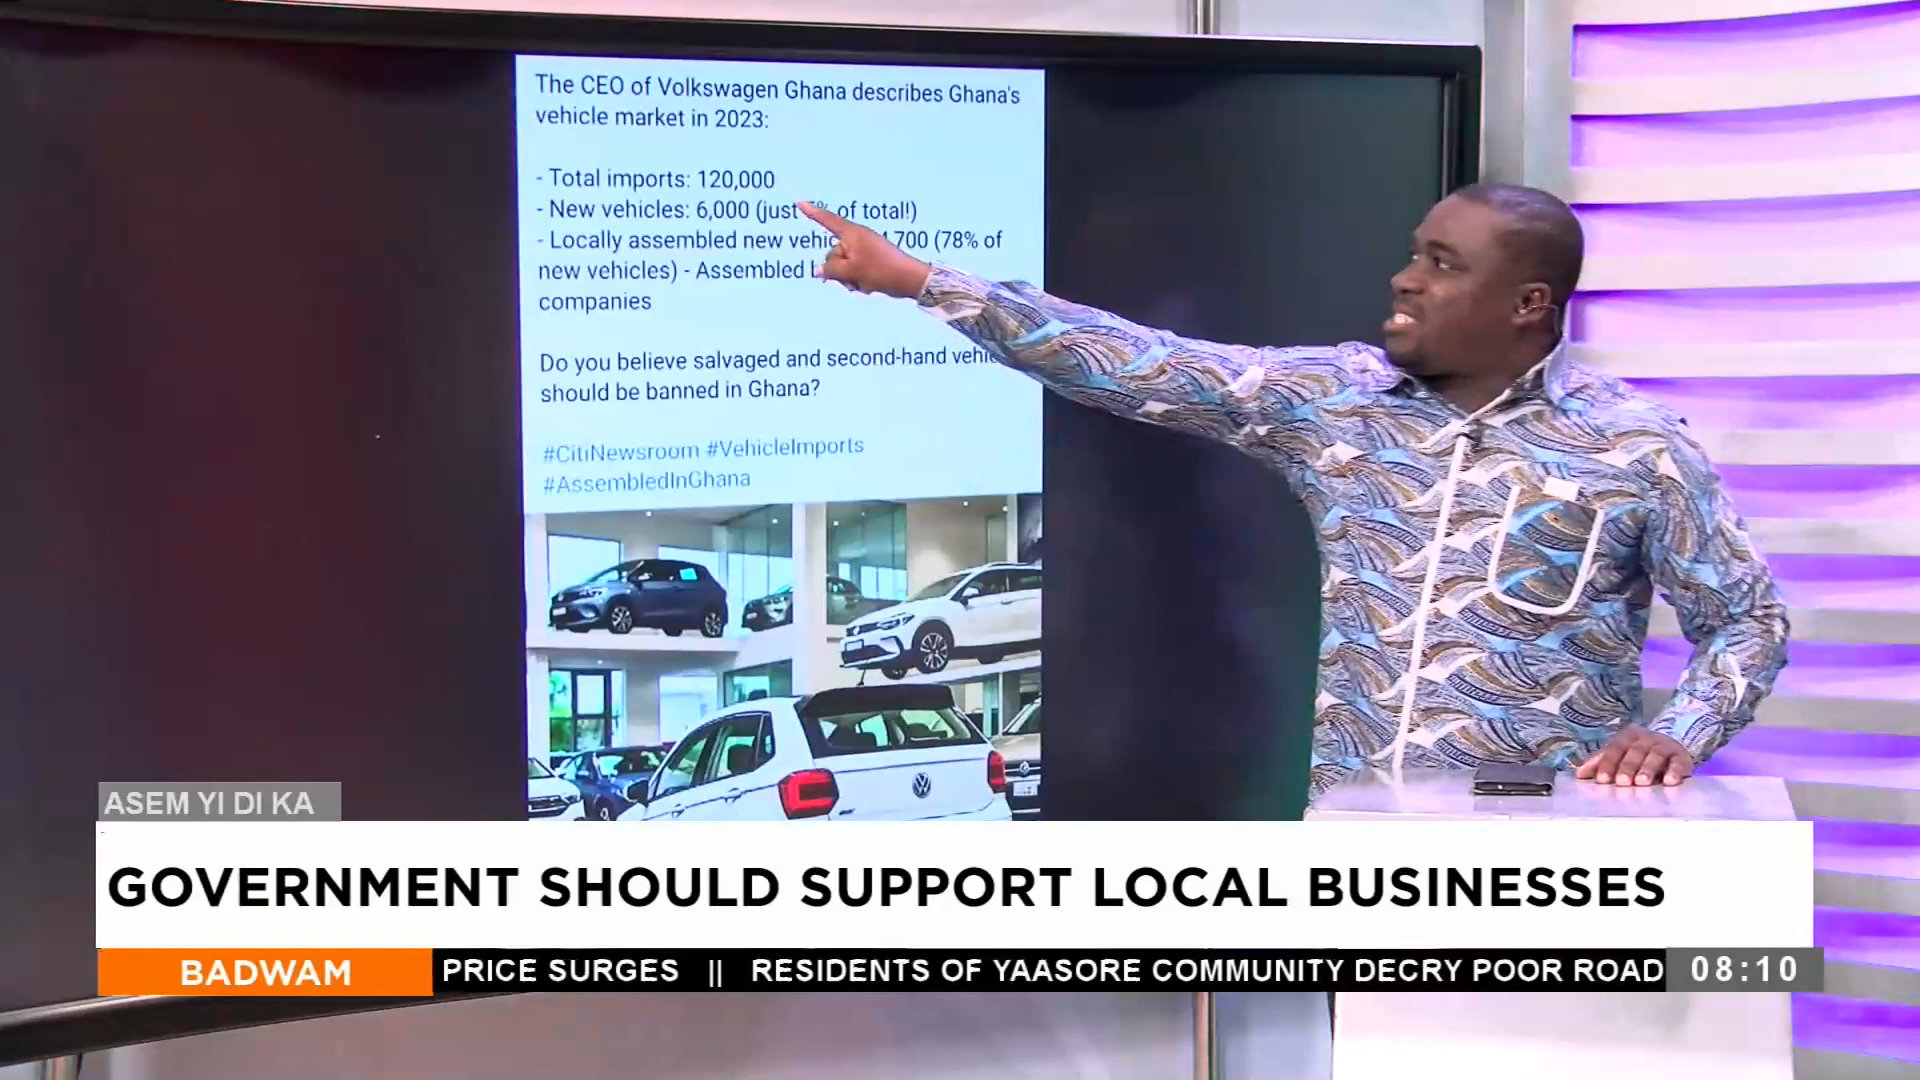 The CEO of Volkswagen Ghana describes Ghana's
vehicle market in 2023:
- Total imports: 120,000
- New vehicles: 6,000 (just of total!)
- Locally assembled new 700 (78% of
new vehicles) - Assembled
companies
Do you believe salvaged and second-hand
should be banned in Ghana?
#CitiNewsroom #VehicleImports
#AssembledInGhana
ASEM YI DI KA
GOVERNMENT SHOULD SUPPORT LOCAL BUSINESSES
BADWAM
PRICE SURGES || RESIDENTS OF YAASORE COMMUNITY DECRY POOR ROAD
08:10